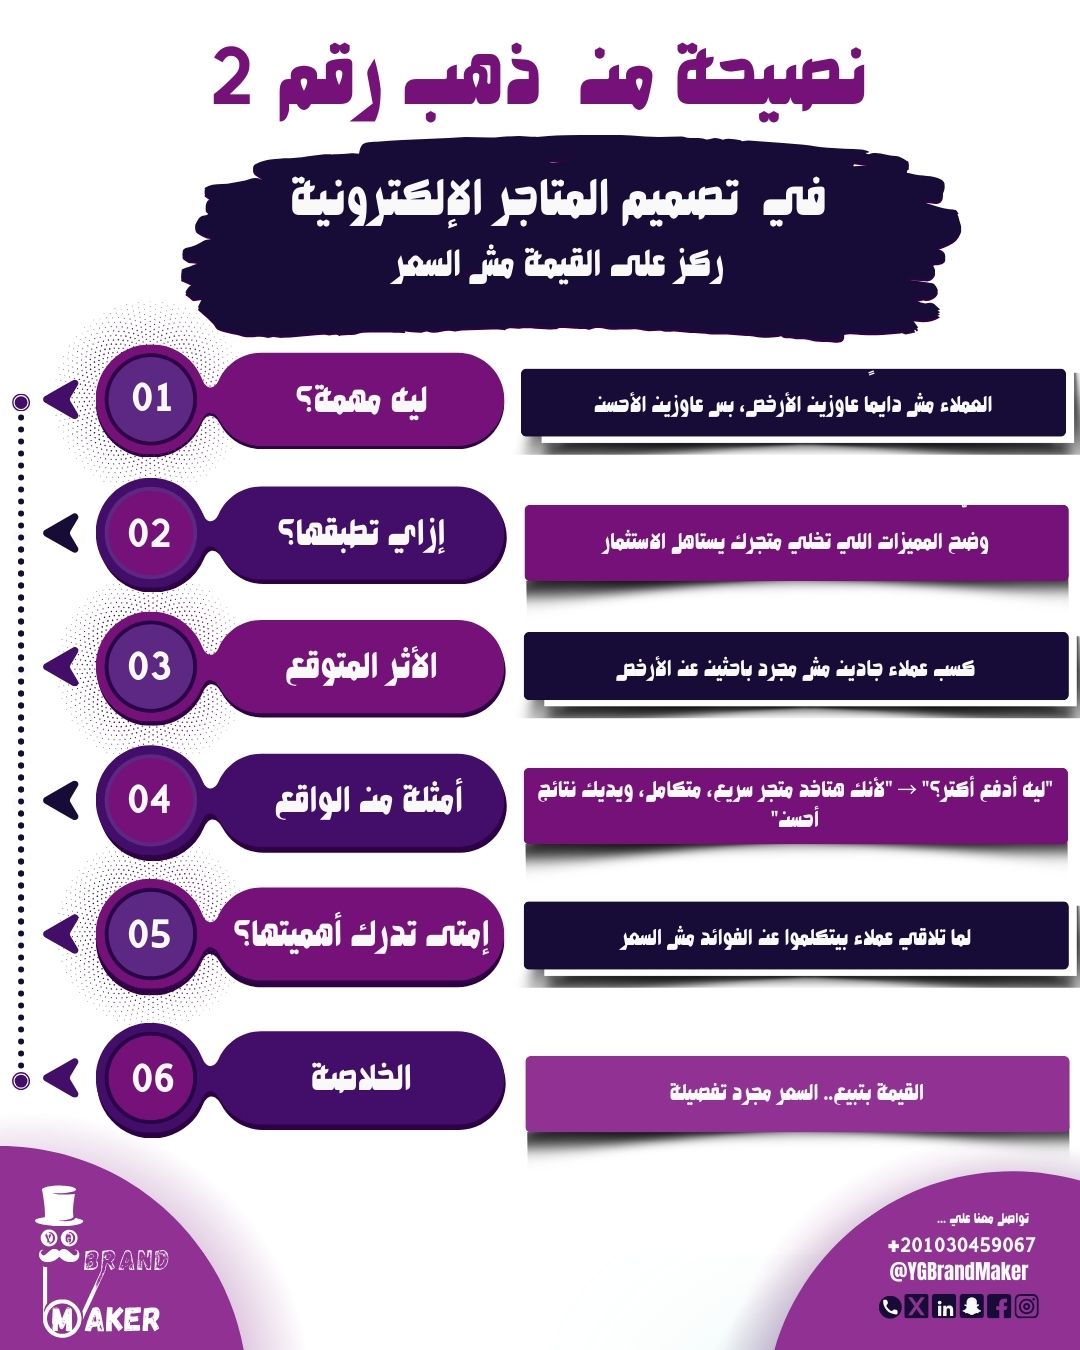 نصيحة من ذهب رقم 2
في تصميم المتاجر الإلكترونية
ركز على القيمة مش السعر
01
ليه مهمة؟
العملاء مش دايماً عاوزين الأرخص، بس عاوزين الأحسن
02
إزاي تطبقها؟
وضّح المميزات اللي تخلي متجرك يستاهل الاستثمار
03
الأثر المتوقع
كسب عملاء جادين مش مجرد باحثين عن الأرخص
04
أمثلة من الواقع
"ليه أدفع أكتر؟" → "لأنك هتاخد متجر سريع، متكامل، ويديك نتائج
أحسن"
05
إمتى تدرك أهميتها؟
لما تلاقي عملاء بيتكلموا عن الفوائد مش السعر
06
الخلاصة
القيمة بتبيع.. السعر مجرد تفصيلة
YG
BRAND
MAKER
تواصل معنا علي ...
+201030459067
@YGBrandMaker